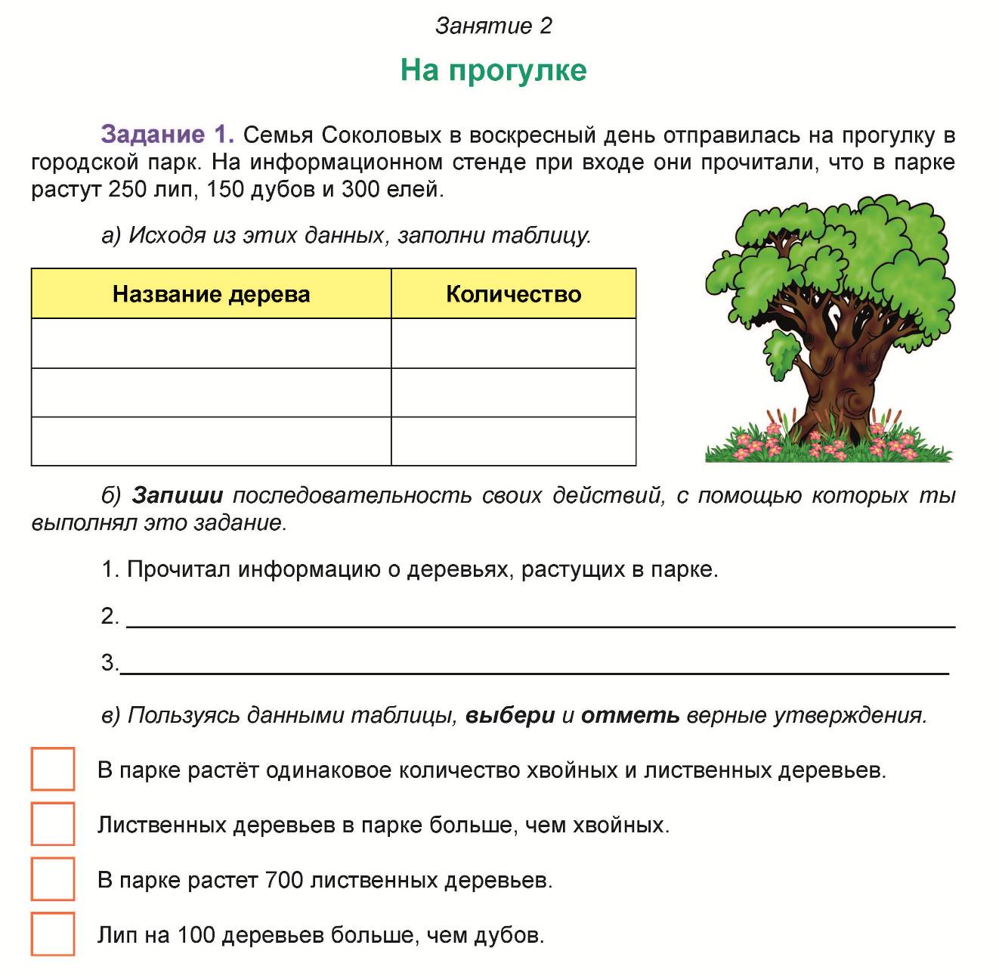 Занятие 2
На прогулке
Задание 1. Семья Соколовых в воскресный день отправилась на прогулку в
городской парк. На информационном стенде при входе они прочитали, что в парке
растут 250 лип, 150 дубов и 300 елей.
а) Исходя из этих данных, заполни таблицу.
Название дерева Количество
б) Запиши последовательность своих действий, с помощью которых ты
выполнял это задание.
1. Прочитал информацию о деревьях, растущих в парке.
2.
3.
в) Пользуясь данными таблицы, выбери и отметь верные утверждения.
В парке растёт одинаковое количество хвойных и лиственных деревьев.
Лиственных деревьев в парке больше, чем хвойных.
В парке растет 700 лиственных деревьев.
Лип на 100 деревьев больше, чем дубов.